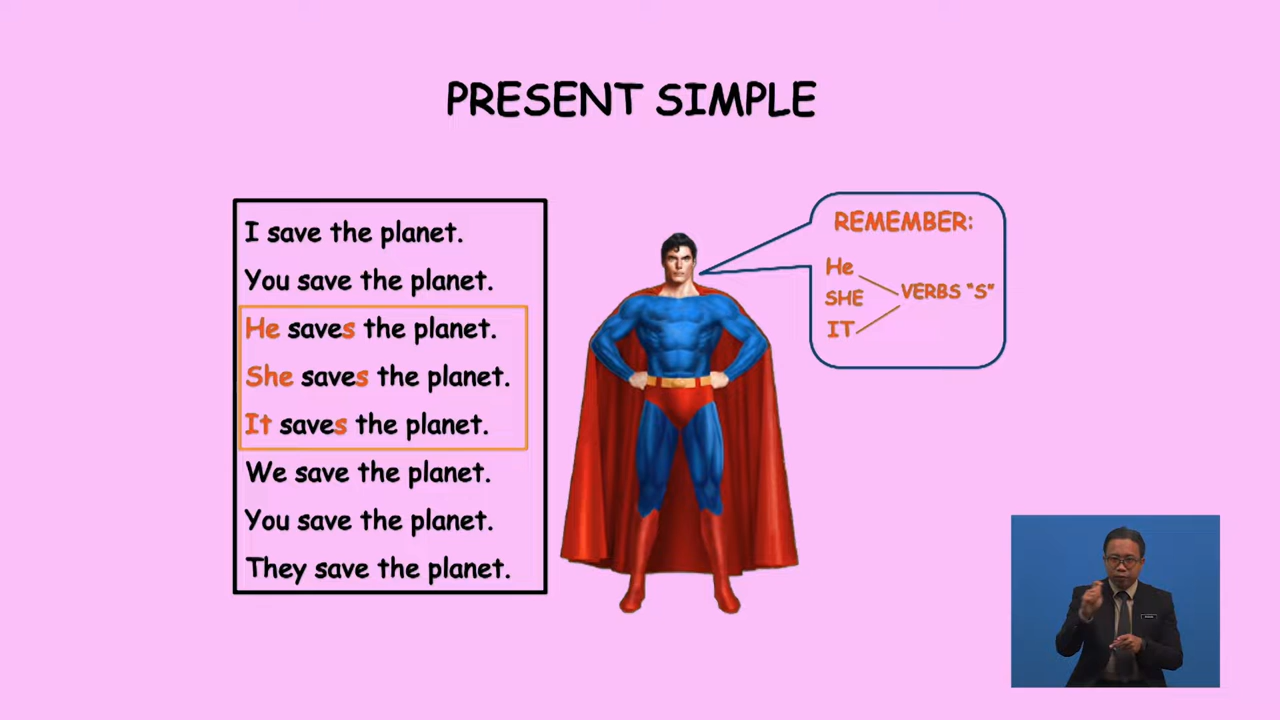 PRESENT SIMPLE
I save the planet.
You save the planet.
He saves the planet.
She saves the planet.
It saves the planet.
We save the planet.
You save the planet.
They save the planet.
REMEMBER:
He
SHE
IT
VERBS "S"